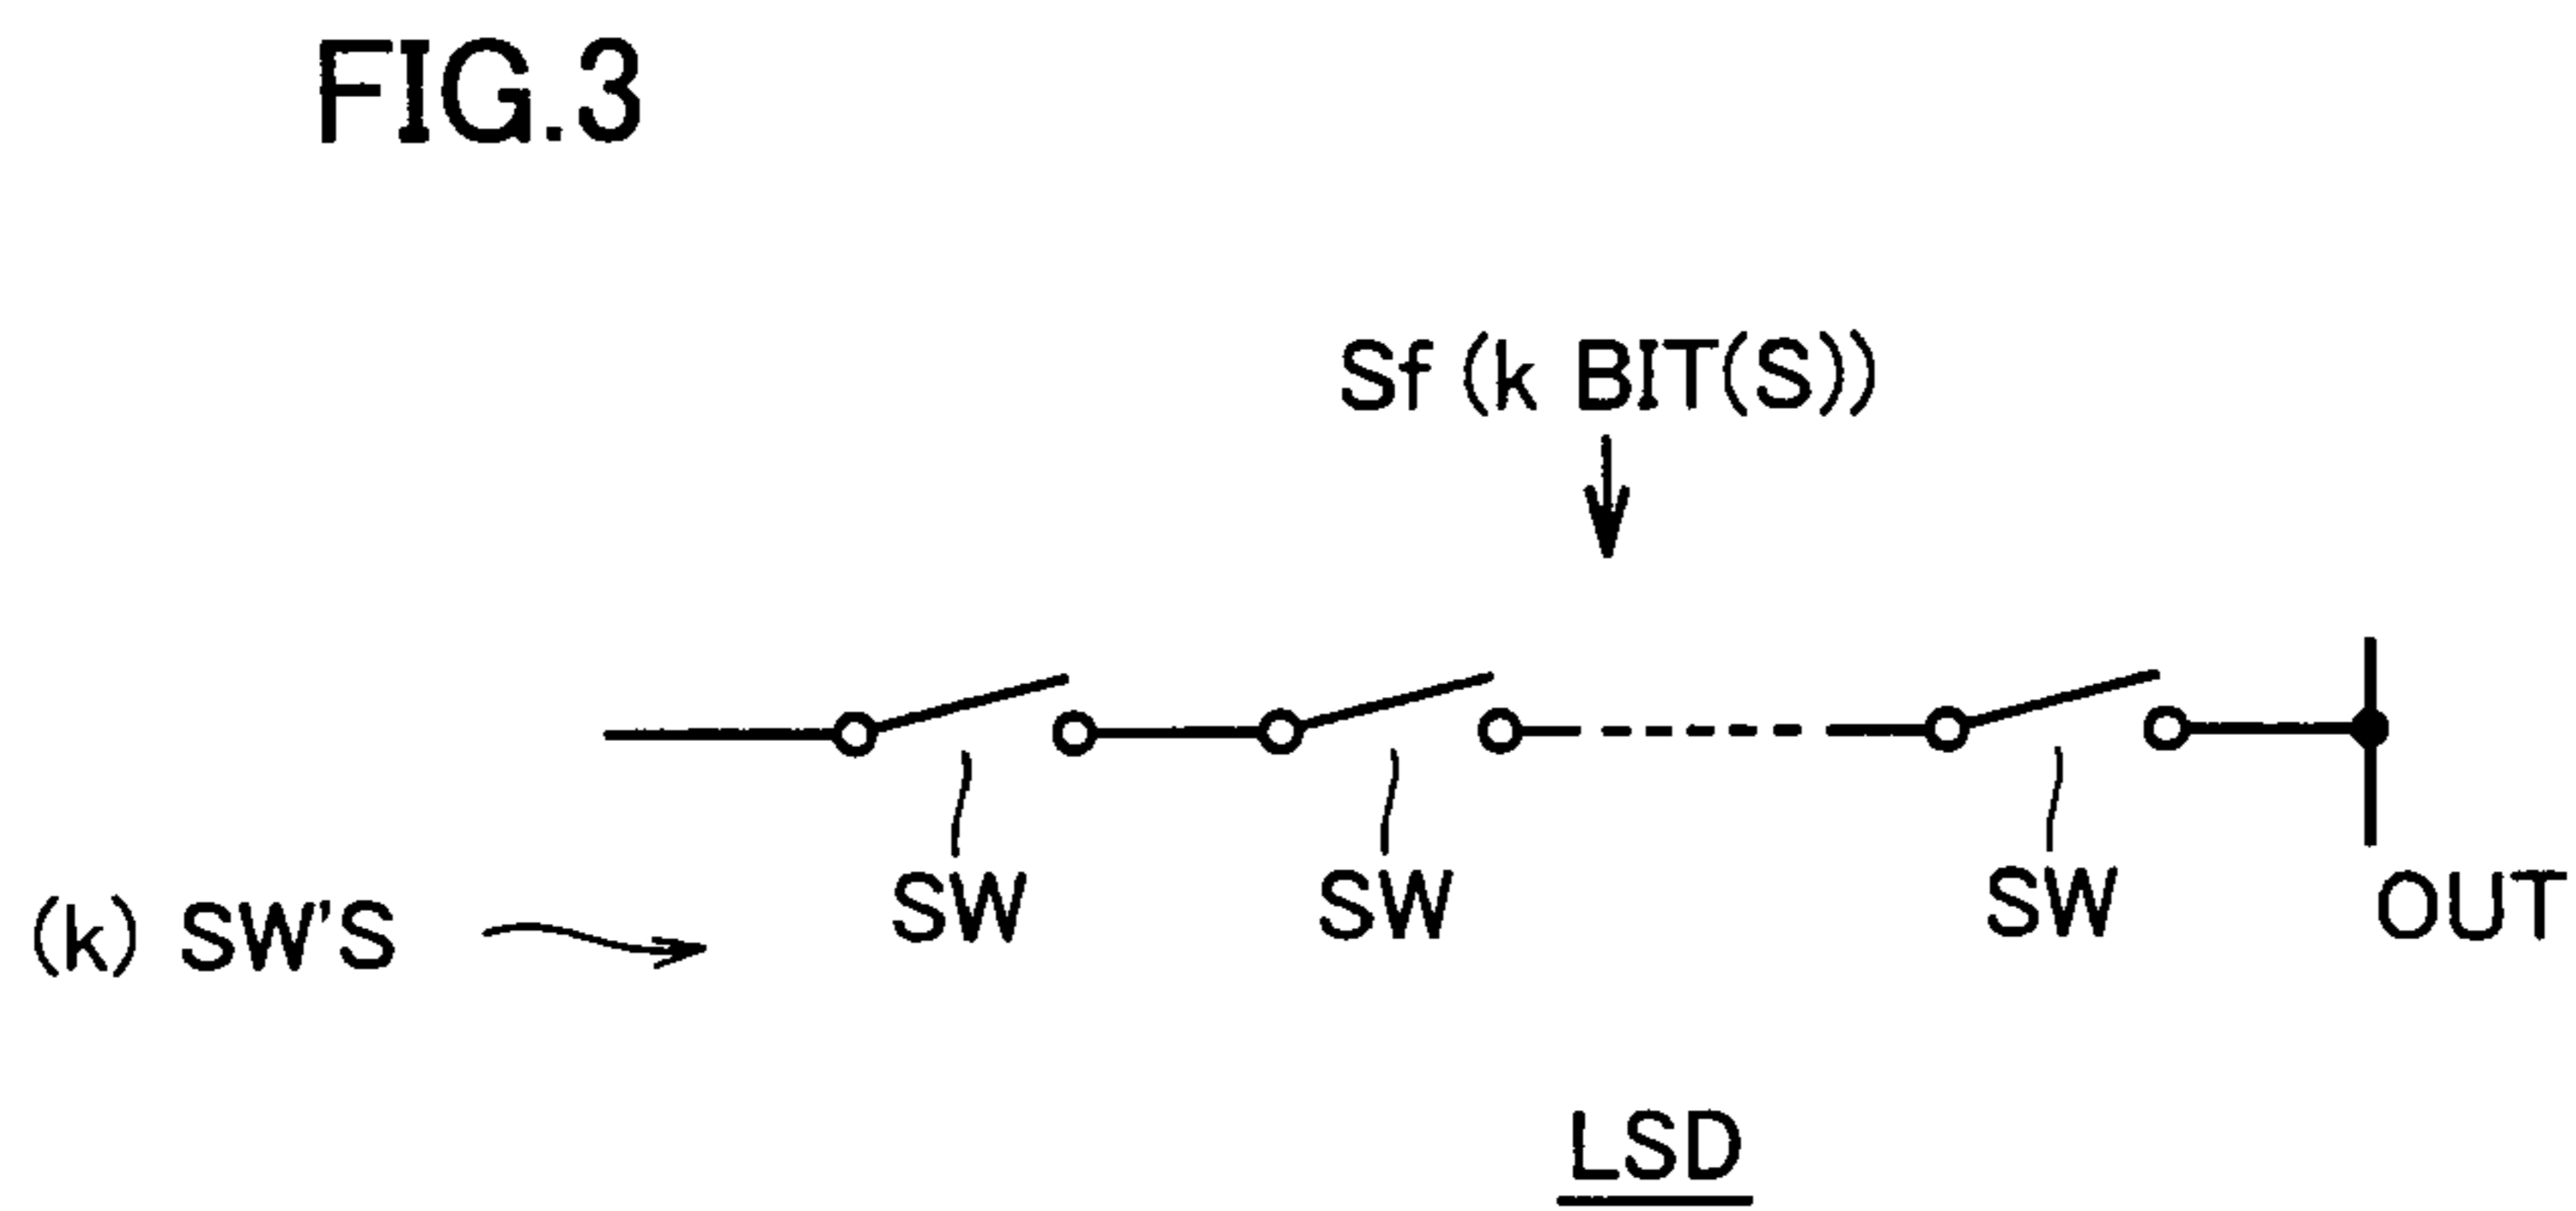 FIG.3
Sf (k BIT(S))
SW
SW
SW
OUT
(k) SW'S
LSD